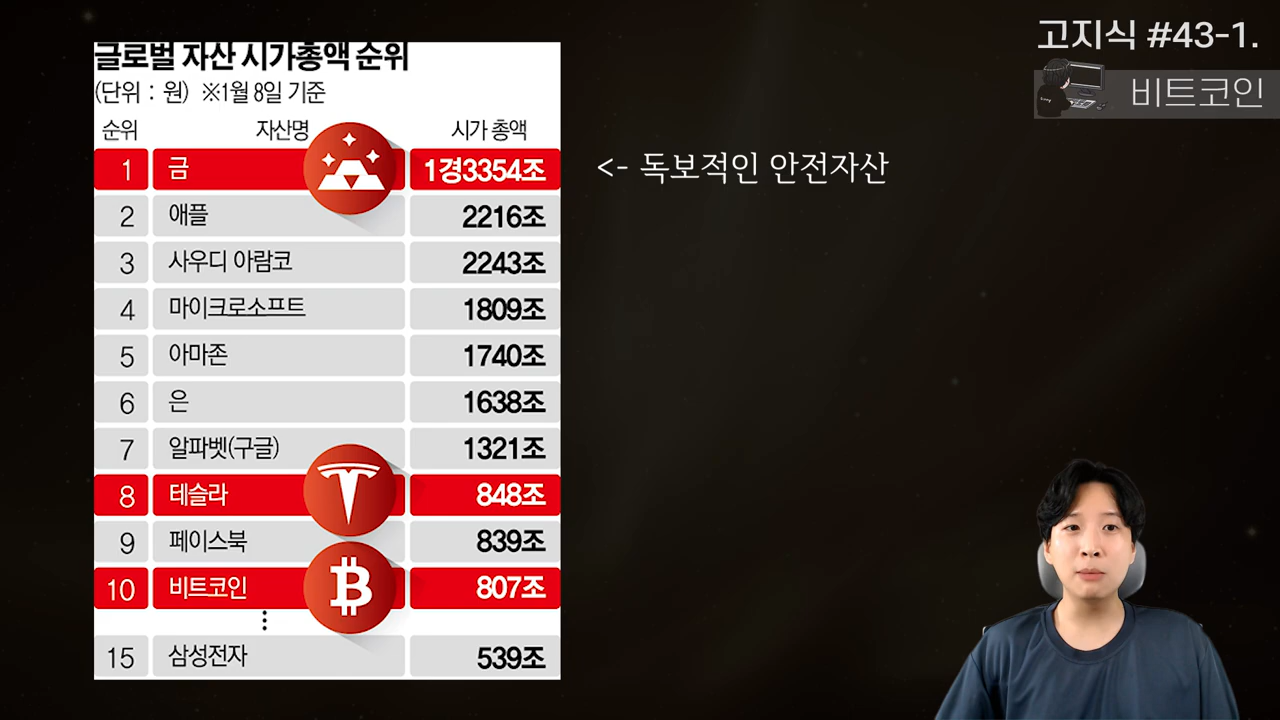 고지식 #43-1.
비트코인
글로벌 자산 시가총액 순위
(단위 : 원) ※1월 8일 기준
순위 자산명 시가 총액
1 금 1경3354조 <- 독보적인 안전자산
2 애플 2216조
3 사우디 아람코 2243조
4 마이크로소프트 1809조
5 아마존 1740조
6 은 1638조
7 알파벳(구글) 1321조
8 테슬라 848조
9 페이스북 839조
10 비트코인 807조
15 삼성전자 539조